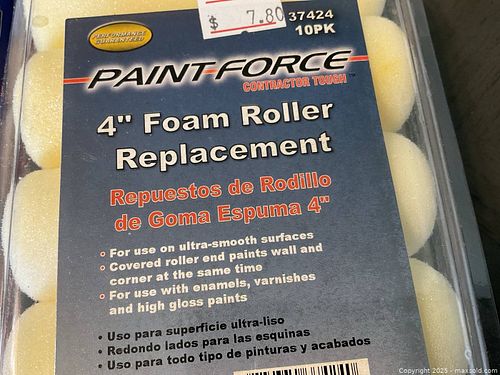 $ 7.80
37424
10PK
PERFORMANCE
GUARANTEED
PAINT-FORCE
CONTRACTOR TOUGH
4" Foam Roller
Replacement
Repuestos de Rodillo
de Goma Espuma 4"
• For use on ultra-smooth surfaces
• Covered roller end paints wall and
corner at the same time
• For use with enamels, varnishes
and high gloss paints
• Uso para superficie ultra-liso
• Redondo lados para las esquinas
• Uso para todo tipo de pinturas y acabados
Copyright 2025 - maxsold.com